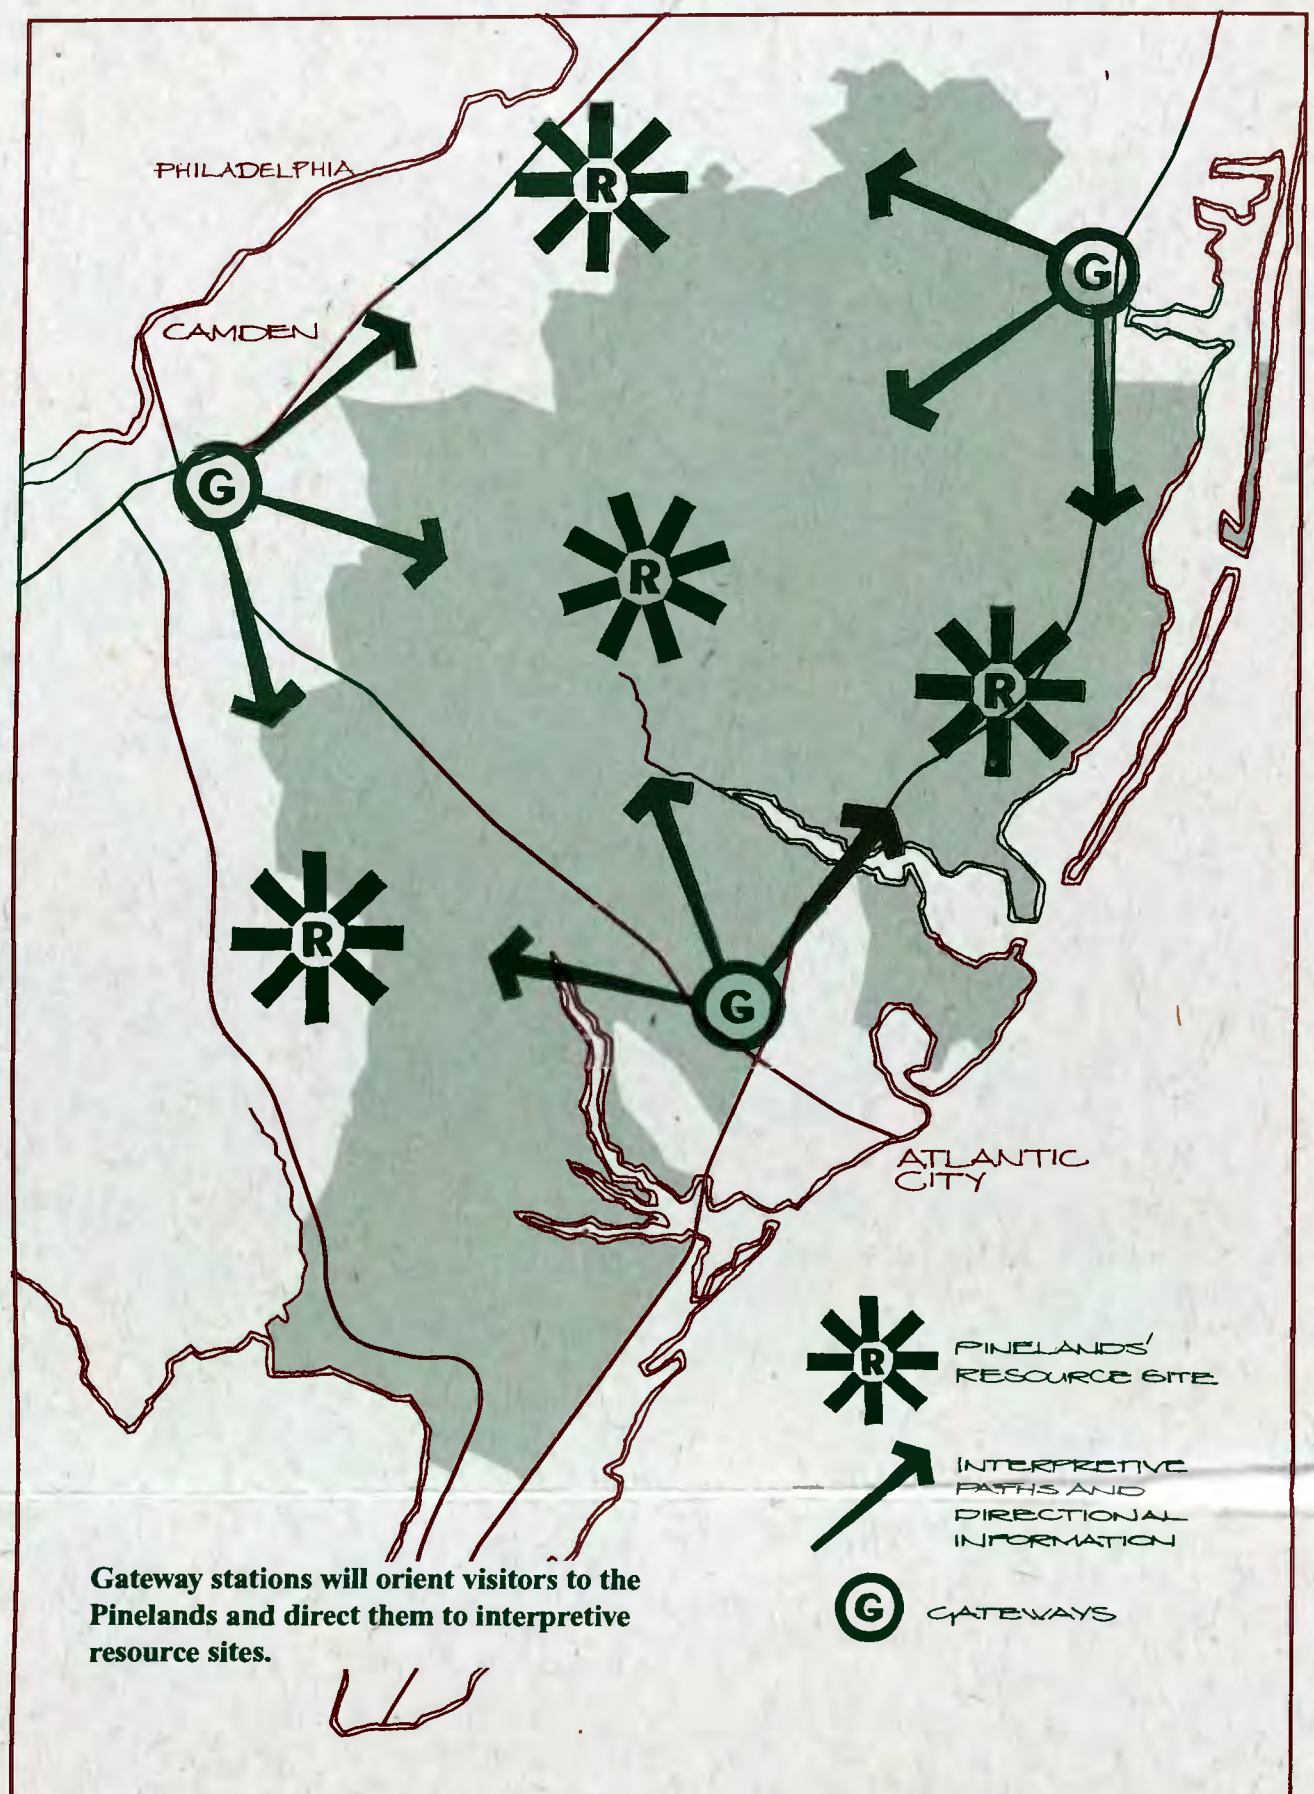 PHILADELPHIA
R
G
CAMDEN
G
R
R
R
G
ATLANTIC
CITY
R
PINELANDS'
RESOURCE SITE
INTERPRETIVE
PATHS AND
DIRECTIONAL
INFORMATION
G
GATEWAYS
Gateway stations will orient visitors to the
Pinelands and direct them to interpretive
resource sites.